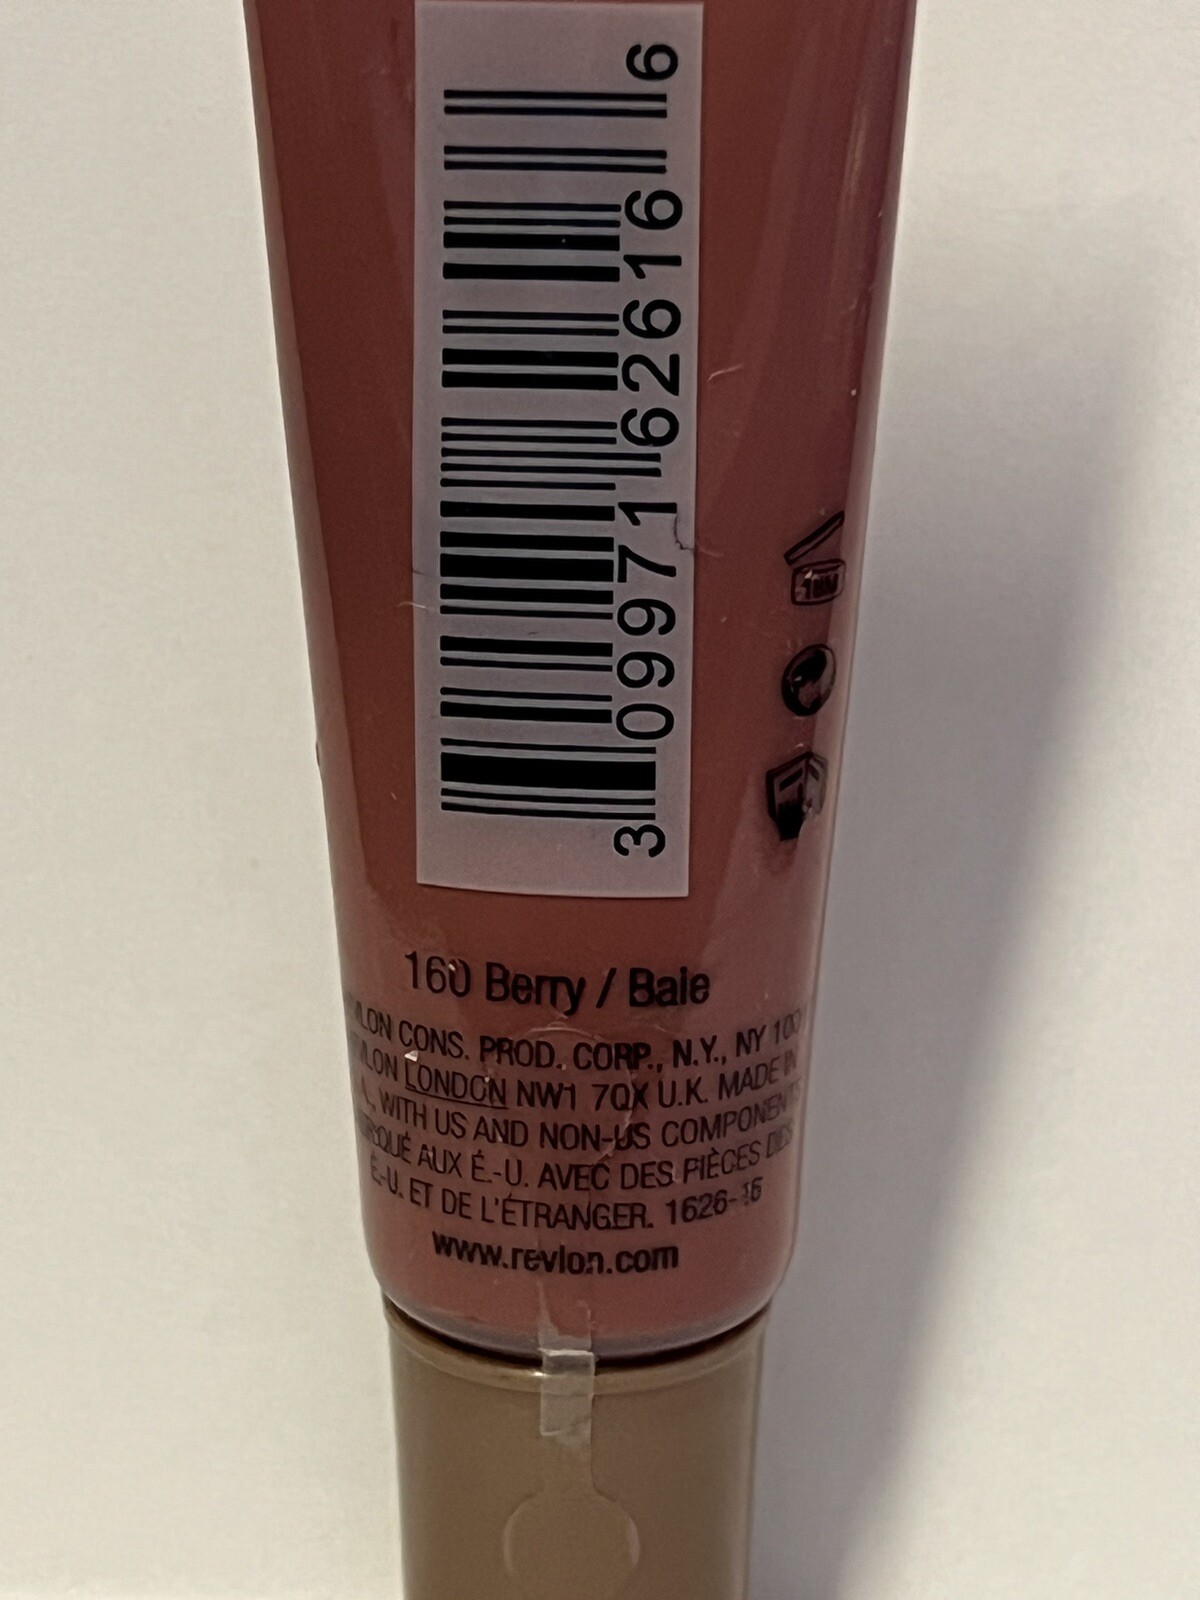 3 09971 62616 6
160 Berry / Baie
CONS. PROD. CORP., N.Y., NY
LONDON NW1 7QX U.K. MADE IN
WITH US AND NON-US COMPONENTS
AUX É.-U. AVEC DES PIÈCES DES
É.-U. ET DE L'ÉTRANGER.
www.revlon.com